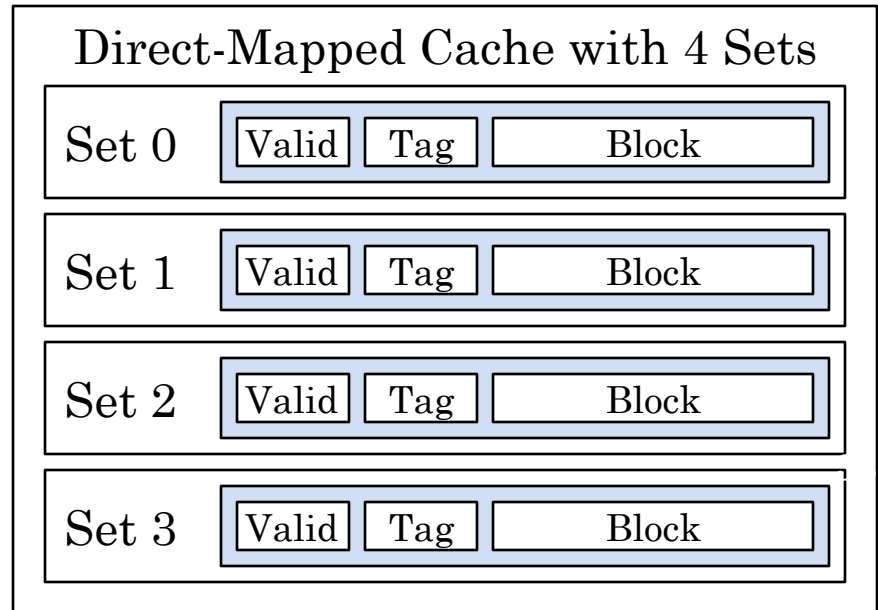 Direct-Mapped Cache with 4 Sets
Set 0 Valid Tag Block
Set 1 Valid Tag Block
Set 2 Valid Tag Block
Set 3 Valid Tag Block